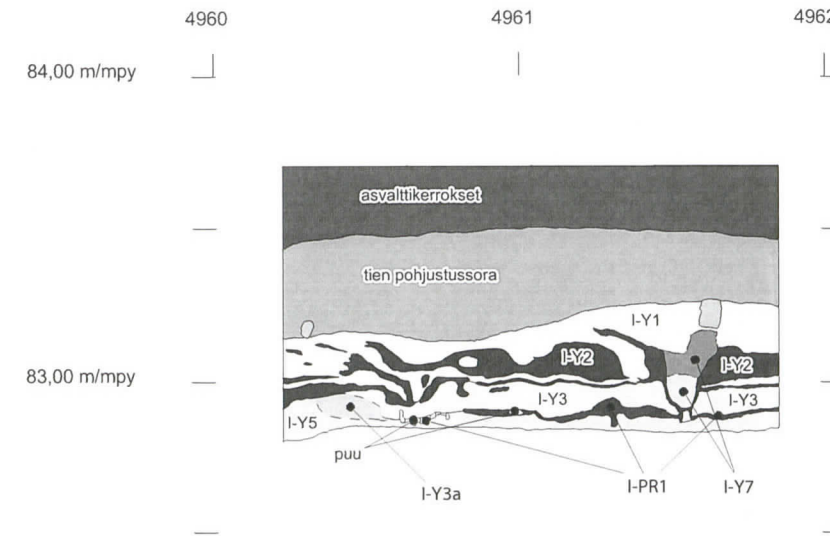 4960 4961 4962
84,00 m/mpy
asvalttikerrokset
tien pohjustussora
I-Y1
I-Y2 I-Y2
83,00 m/mpy
I-Y3 I-Y3
I-Y5
puu
I-Y3a I-PR1 I-Y7